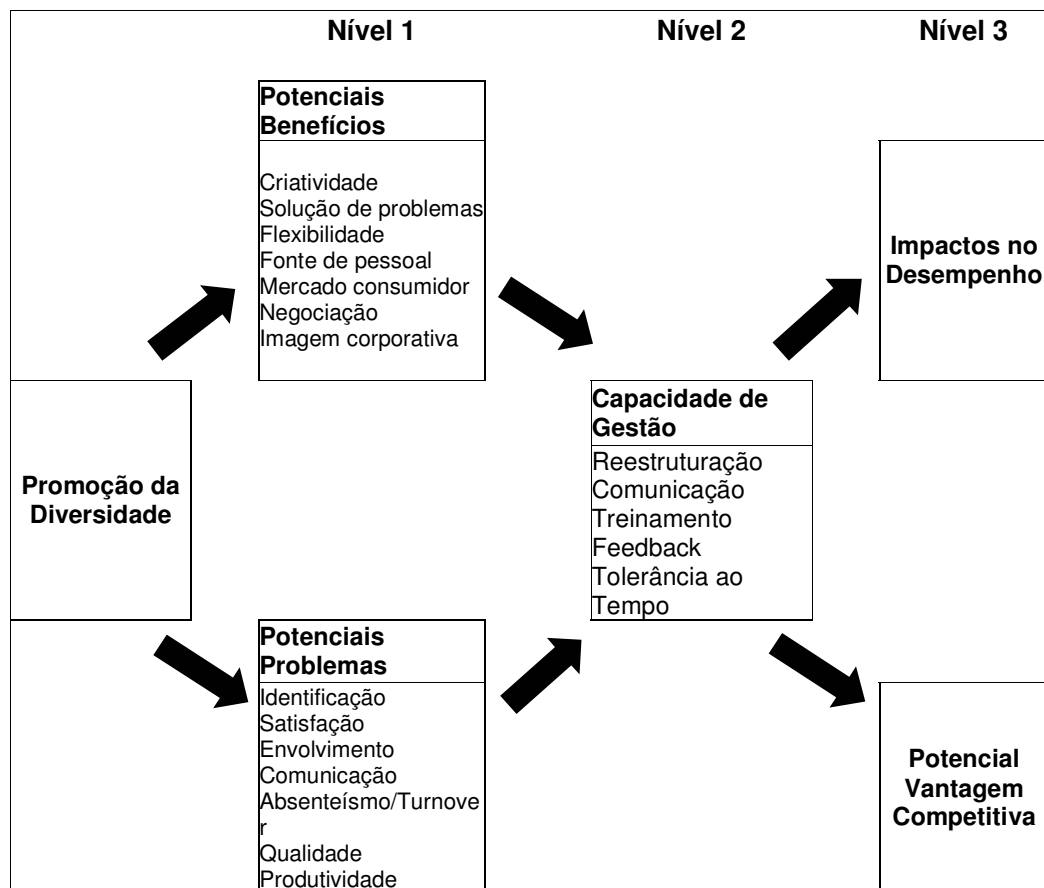 Nível 1
Nível 2
Nível 3
Potenciais
Benefícios
Criatividade
Solução de problemas
Flexibilidade
Fonte de pessoal
Mercado consumidor
Negociação
Imagem corporativa
Impactos no
Desempenho
Promoção da
Diversidade
Capacidade de
Gestão
Reestruturação
Comunicação
Treinamento
Feedback
Tolerância ao
Tempo
Potenciais
Problemas
Identificação
Satisfação
Envolvimento
Comunicação
Absenteísmo/Turnove
r
Qualidade
Produtividade
Potencial
Vantagem
Competitiva